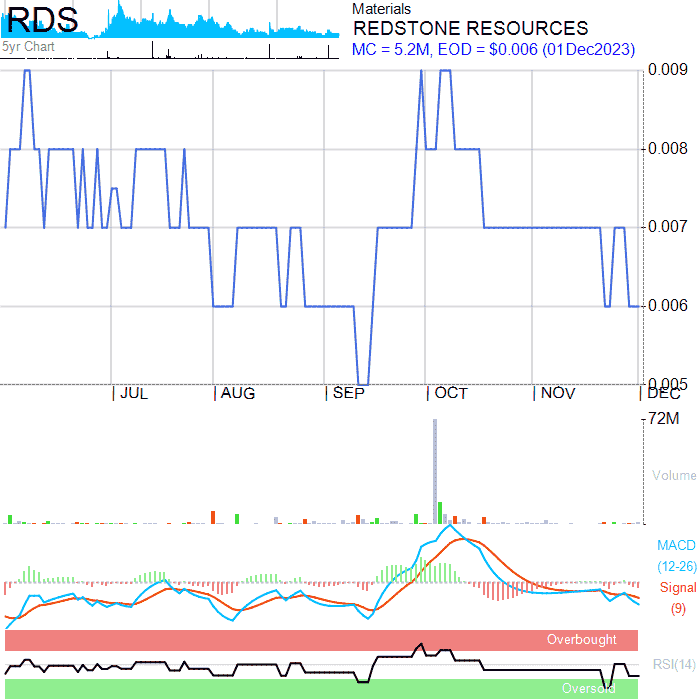 RDS
5yr Chart
Materials
REDSTONE RESOURCES
MC = 5.2M, EOD = $0.006 (01Dec2023)
0.009
0.008
0.007
0.006
0.005
JUL AUG SEP OCT NOV DEC
72M
Volume
MACD
(12-26)
Signal
(9)
Overbought
RSI(14)
Oversold